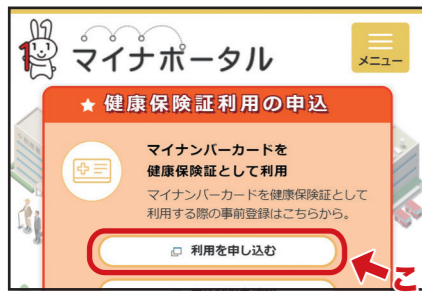 マイナポータル
メニュー
★ 健康保険証利用の申込
マイナンバーカードを
健康保険証として利用
マイナンバーカードを健康保険証として
利用する際の事前登録はこちらから。
利用を申し込む
こ